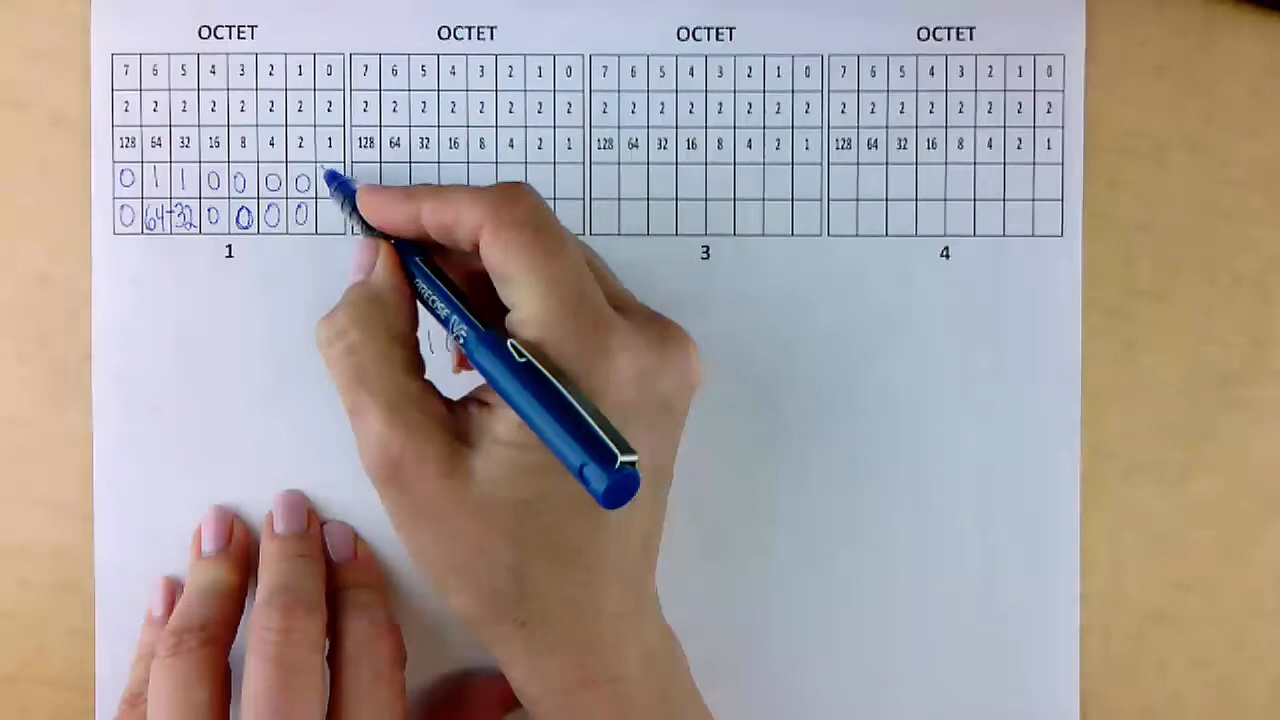 OCTET OCTET OCTET OCTET
7 6 5 4 3 2 1 0 7 6 5 4 3 2 1 0 7 6 5 4 3 2 1 0 7 6 5 4 3 2 1 0
2 2 2 2 2 2 2 2 2 2 2 2 2 2 2 2 2 2 2 2 2 2 2 2 2 2 2 2 2 2 2 2
128 64 32 16 8 4 2 1 128 64 32 16 8 4 2 1 128 64 32 16 8 4 2 1 128 64 32 16 8 4 2 1
0 1 1 0 0 0 0
0 64+32 0 0 0 0
1 3 4
PRECISE V5